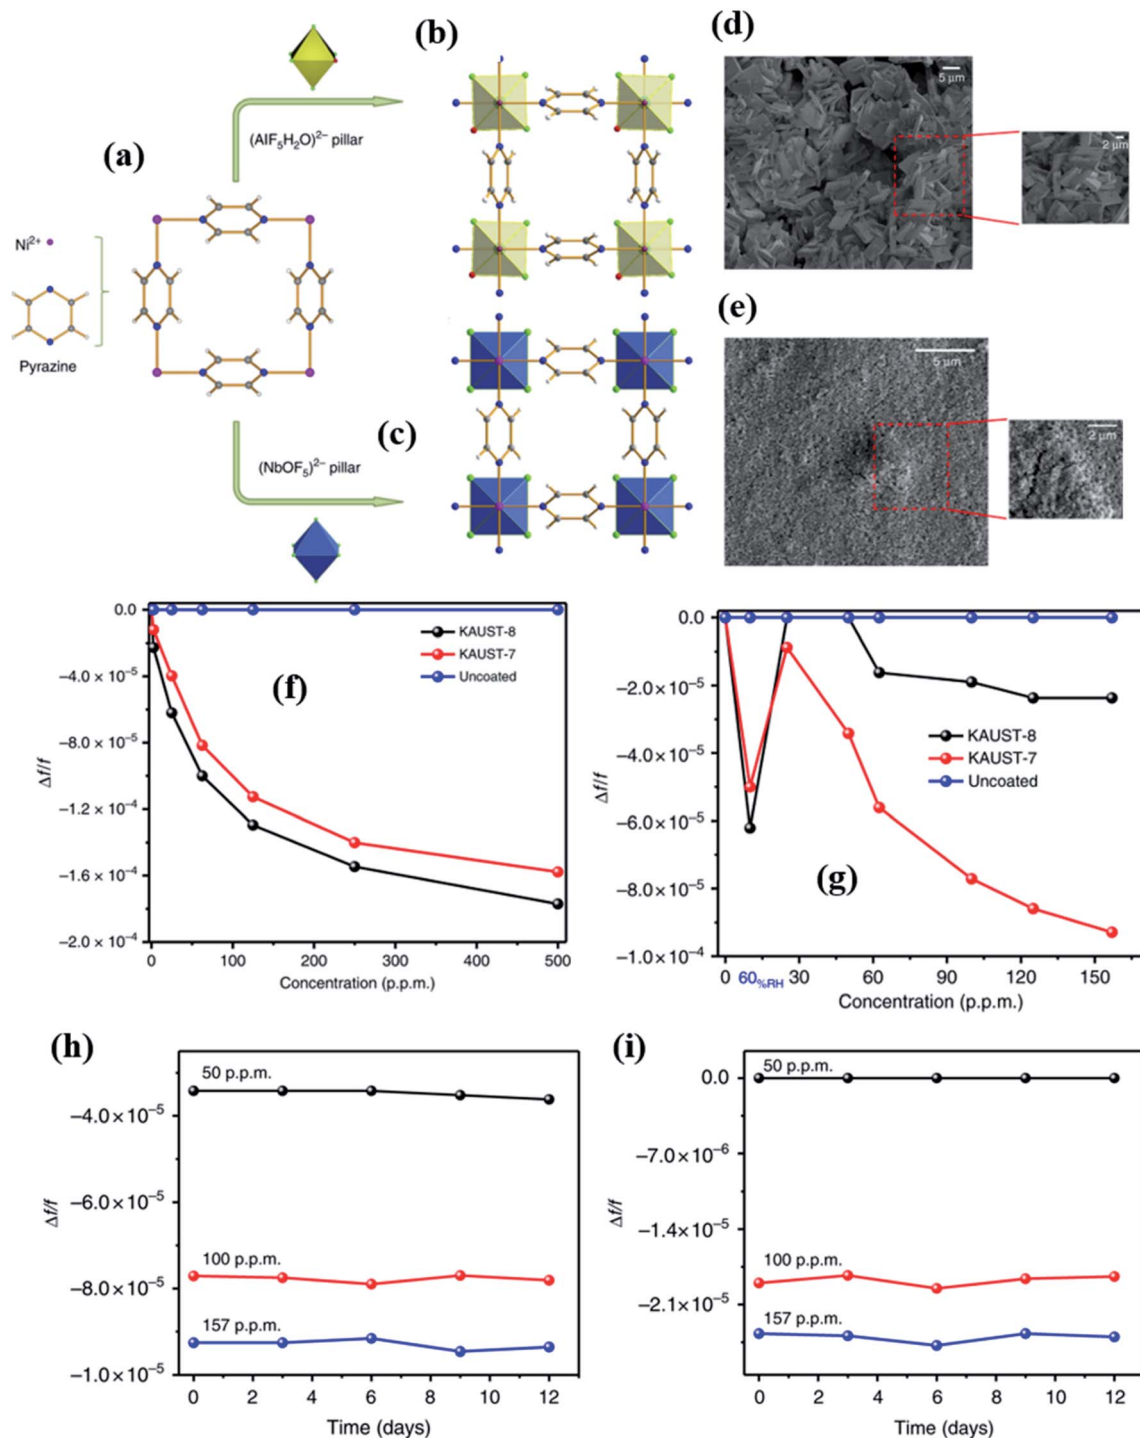 (a)
Ni2+
Pyrazine
(AlF5H2O)2− pillar
(NbOF5)2− pillar
(b)
(c)
(d)
5 μm
2 μm
(e)
5 μm
2 μm
(f)
0.0
−4.0 × 10−5
−8.0 × 10−5
−1.2 × 10−4
−1.6 × 10−4
−2.0 × 10−4
Δf/f
KAUST-8
KAUST-7
Uncoated
0 100 200 300 400 500
Concentration (p.p.m.)
(g)
0.0
−2.0 × 10−5
−4.0 × 10−5
−6.0 × 10−5
−8.0 × 10−5
−1.0 × 10−4
Δf/f
KAUST-8
KAUST-7
Uncoated
0 60%RH 30 60 90 120 150
Concentration (p.p.m.)
(h)
50 p.p.m.
−4.0×10−5
−6.0×10−5
100 p.p.m.
−8.0×10−5
157 p.p.m.
−1.0×10−5
Δf/f
0 2 4 6 8 10 12
Time (days)
(i)
50 p.p.m.
0.0
−7.0×10−6
−1.4×10−5
100 p.p.m.
−2.1×10−5
157 p.p.m.
Δf/f
0 2 4 6 8 10 12
Time (days)